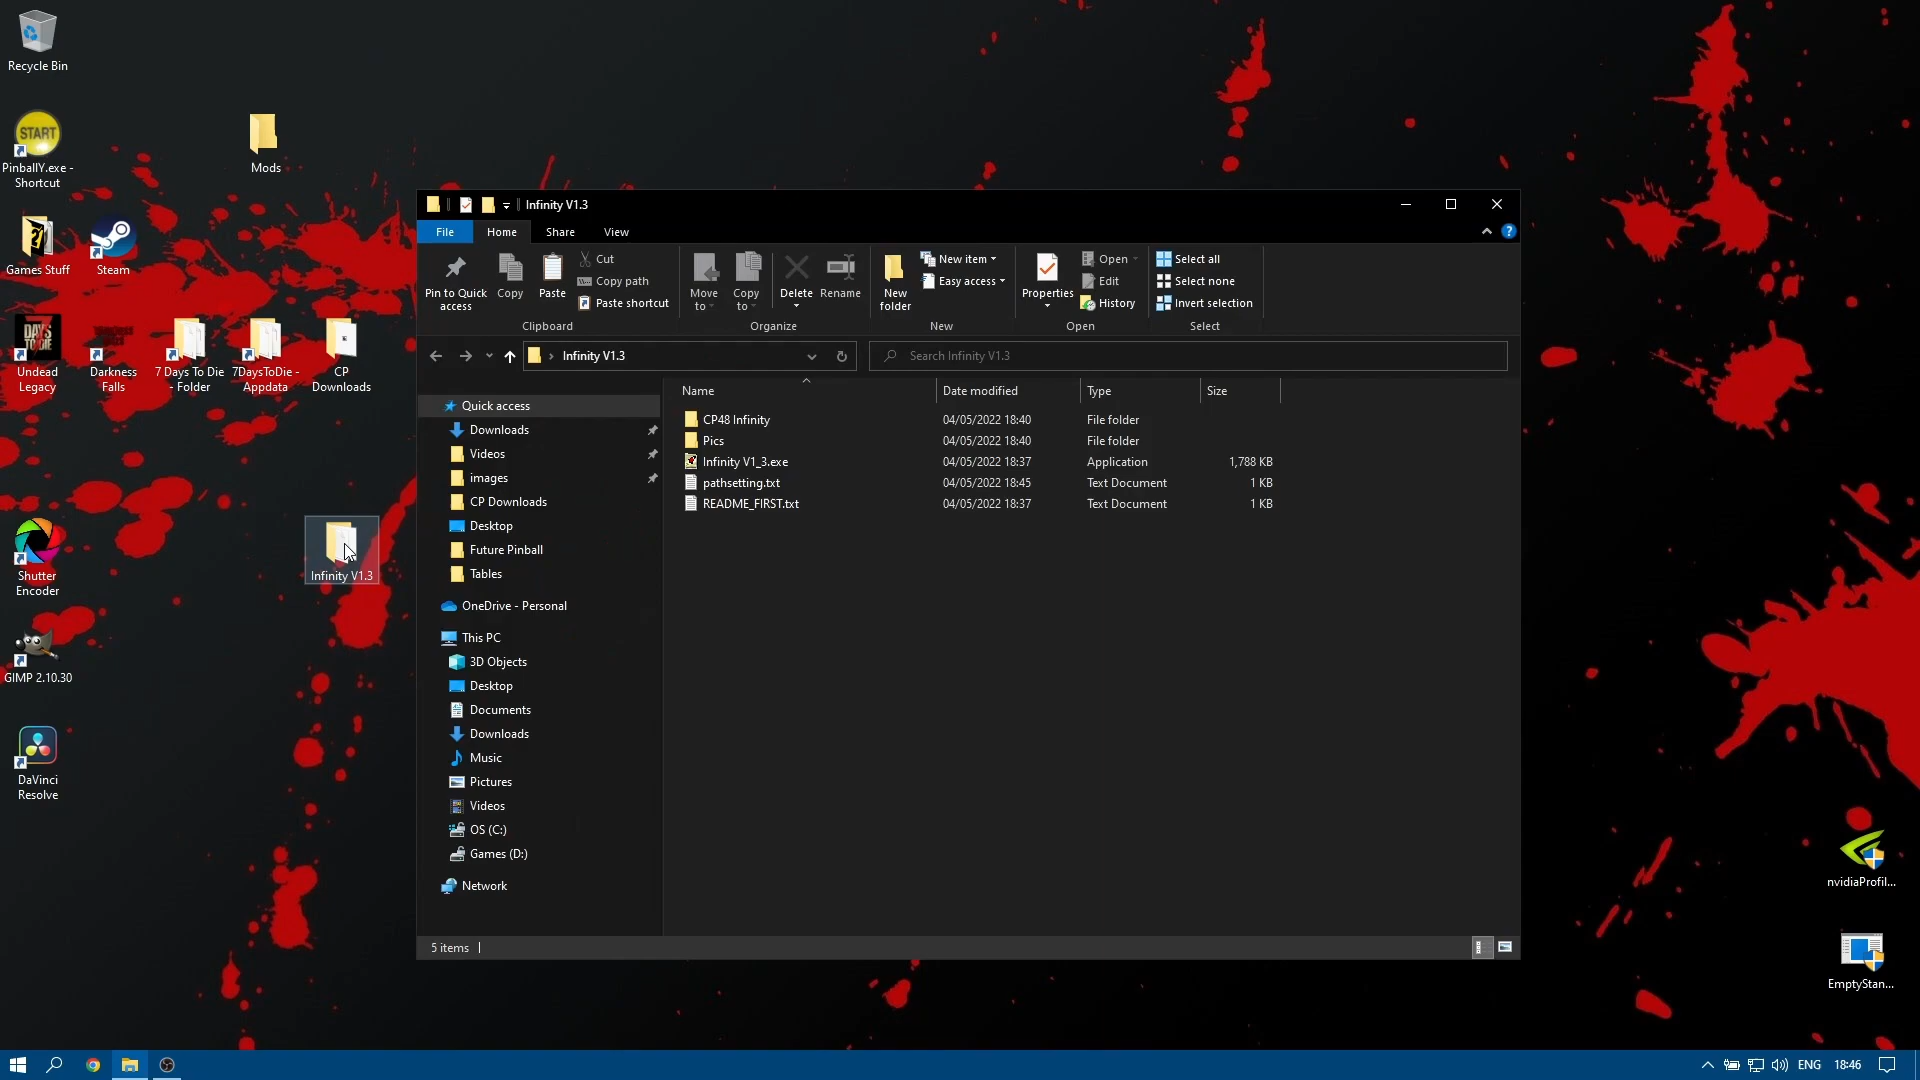 Recycle Bin
START
PinballY.exe -
Shortcut
Mods
Games Stuff
Steam
DAYS
TO DIE
Undead
Legacy
Darkness
Falls
7 Days To Die
- Folder
7DaysToDie -
Appdata
CP
Downloads
Shutter
Encoder
Infinity V1.3
GIMP 2.10.30
DaVinci
Resolve
Infinity V1.3
File
Home
Share
View
Pin to Quick
access
Copy
Paste
Cut
Copy path
Paste shortcut
Clipboard
Move
to
Copy
to
Delete
Rename
Organize
New
folder
New item
Easy access
New
Properties
Open
Edit
History
Open
Select all
Select none
Invert selection
Select
Infinity V1.3
Search Infinity V1.3
Name
Date modified
Type
Size
CP48 Infinity 04/05/2022 18:40 File folder
Pics 04/05/2022 18:40 File folder
Infinity V1_3.exe 04/05/2022 18:37 Application 1,788 KB
pathsetting.txt 04/05/2022 18:45 Text Document 1 KB
README_FIRST.txt 04/05/2022 18:37 Text Document 1 KB
Quick access
Downloads
Videos
images
CP Downloads
Desktop
Future Pinball
Tables
OneDrive - Personal
This PC
3D Objects
Desktop
Documents
Downloads
Music
Pictures
Videos
OS (C:)
Games (D:)
Network
5 items
nvidiaProfil...
EmptyStan...
ENG
18:46